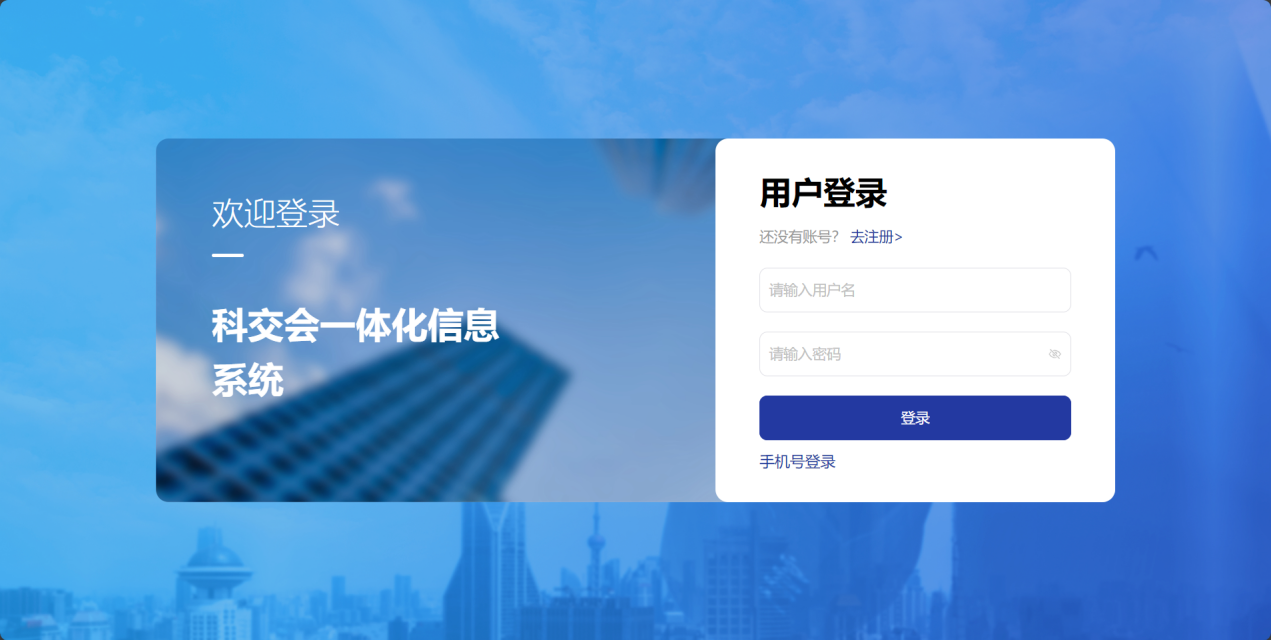 欢迎登录
科交会一体化信息
系统
用户登录
还没有账号? 去注册>
请输入用户名
请输入密码
登录
手机号登录